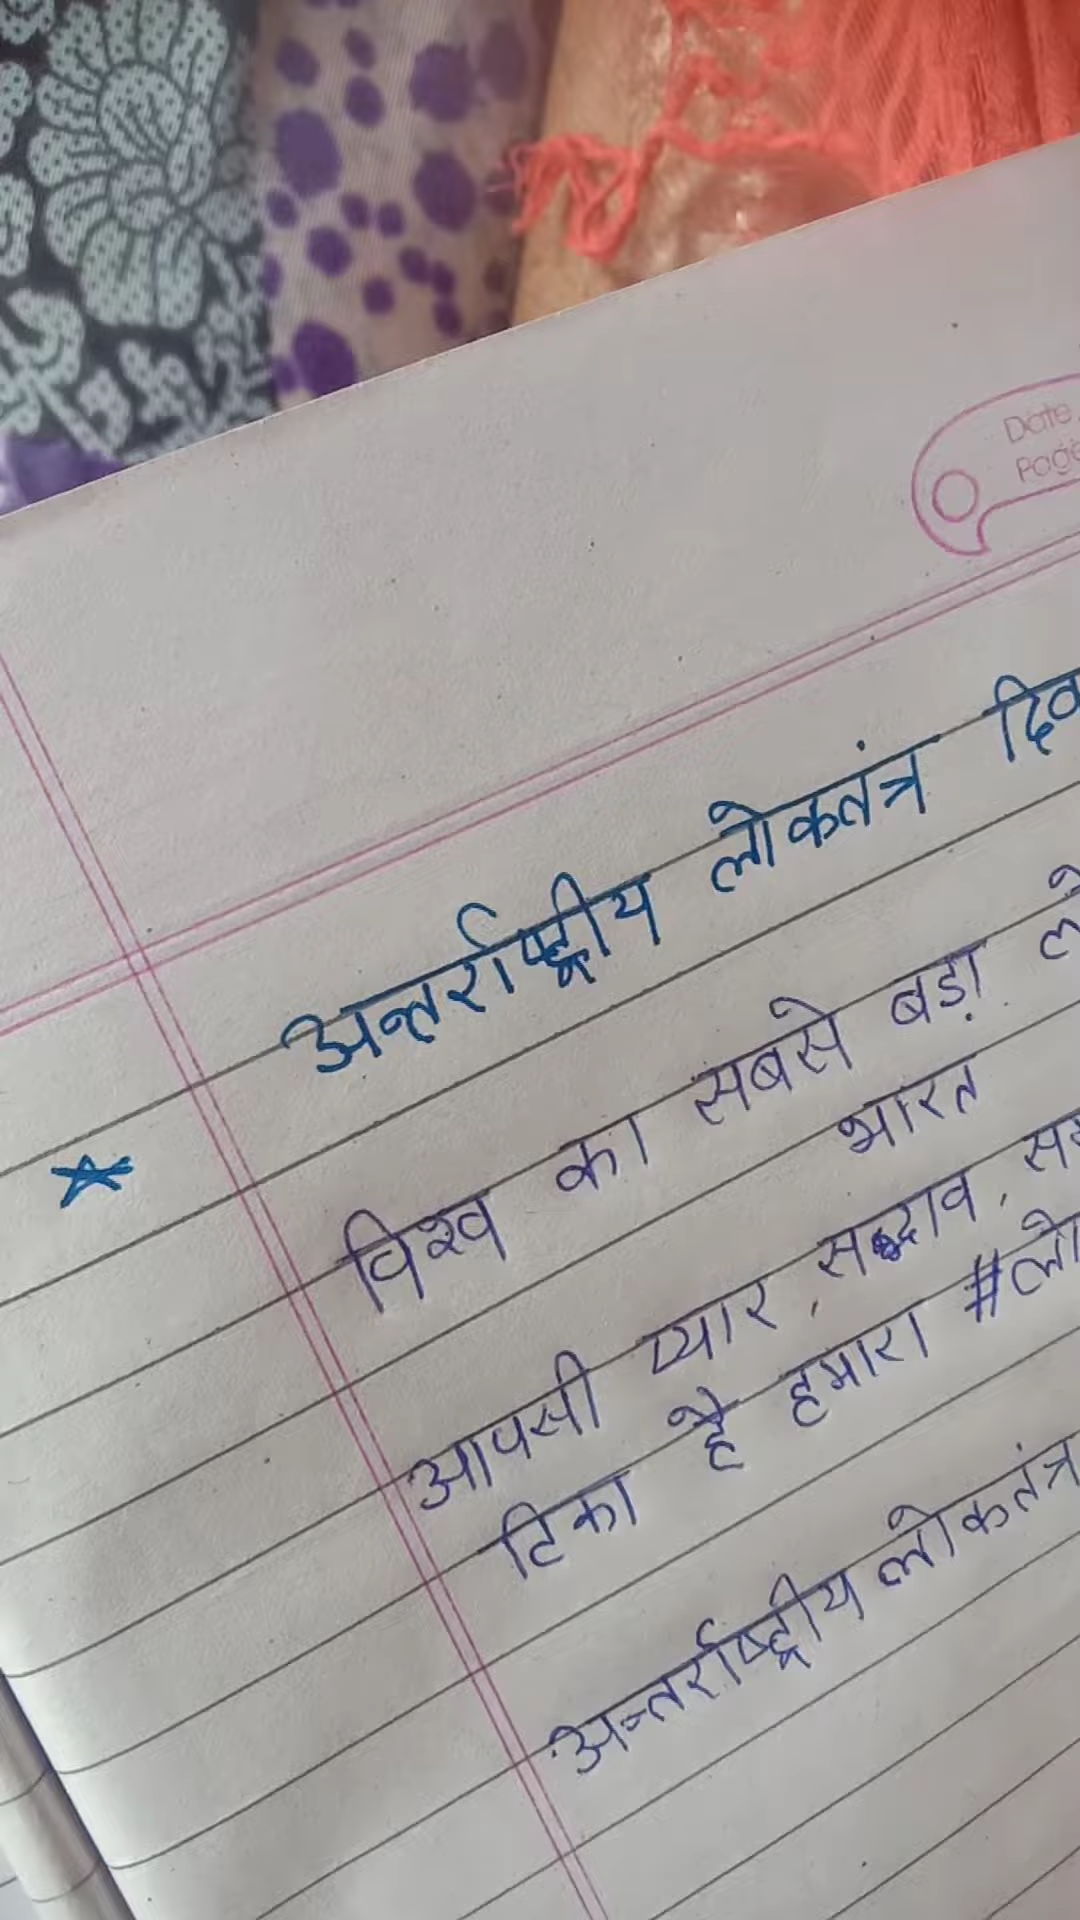 Date
Page
अन्तर्राष्ट्रीय लोकतंत्र
विश्व का सबसे बड़ा
भारत
आपसी प्यार, सद्भाव,
टिका है हमारा
अन्तर्राष्ट्रीय लोकतंत्र